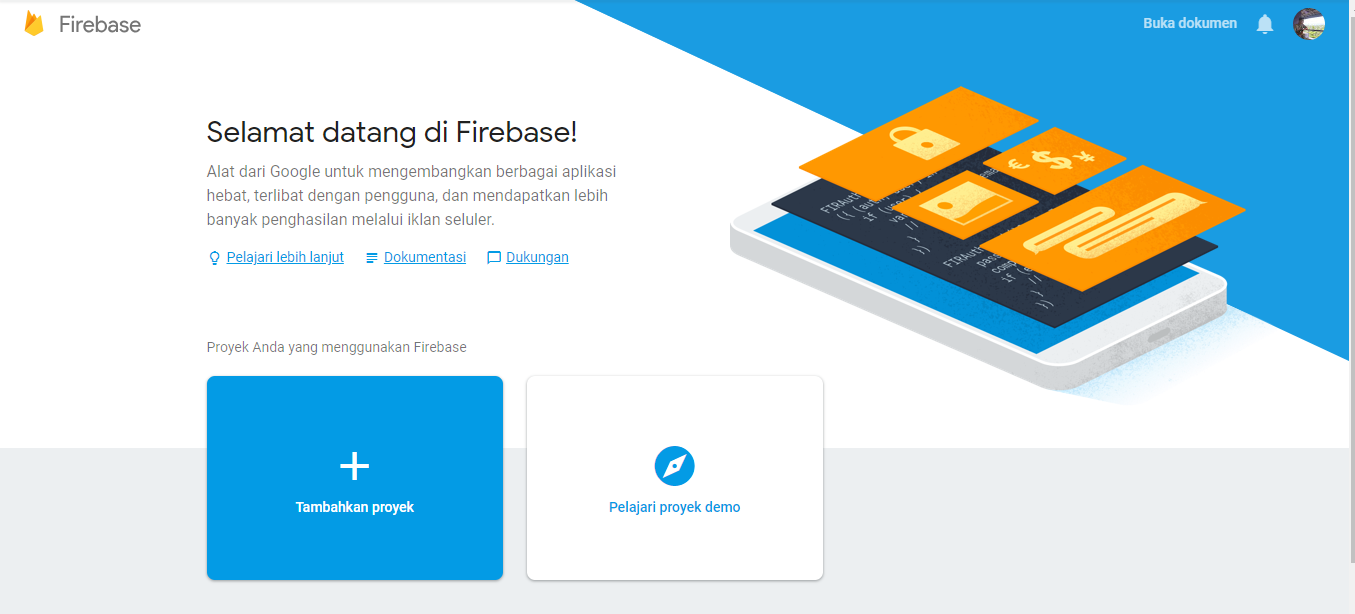 Firebase
Buka dokumen
Selamat datang di Firebase!
Alat dari Google untuk mengembangkan berbagai aplikasi
hebat, terlibat dengan pengguna, dan mendapatkan lebih
banyak penghasilan melalui iklan seluler.
Pelajari lebih lanjut
Dokumentasi
Dukungan
Proyek Anda yang menggunakan Firebase
Tambahkan proyek
Pelajari proyek demo